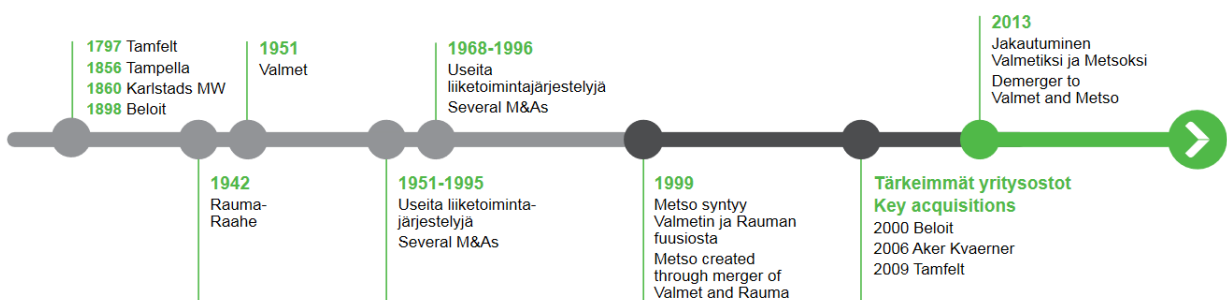 1797 Tamfelt
1856 Tampella
1860 Karlstads MW
1898 Beloit
1951
Valmet
1968-1996
Useita
liiketoimintajärjestelyjä
Several M&As
2013
Jakautuminen
Valmetiksi ja Metsoksi
Demerger to
Valmet and Metso
1942
Rauma-
Raahe
1951-1995
Useita liiketoiminta-
järjestelyjä
Several M&As
1999
Metso syntyy
Valmetin ja Rauman
fuusiosta
Metso created
through merger of
Valmet and Rauma
Tärkeimmät yritysostot
Key acquisitions
2000 Beloit
2006 Aker Kvaerner
2009 Tamfelt